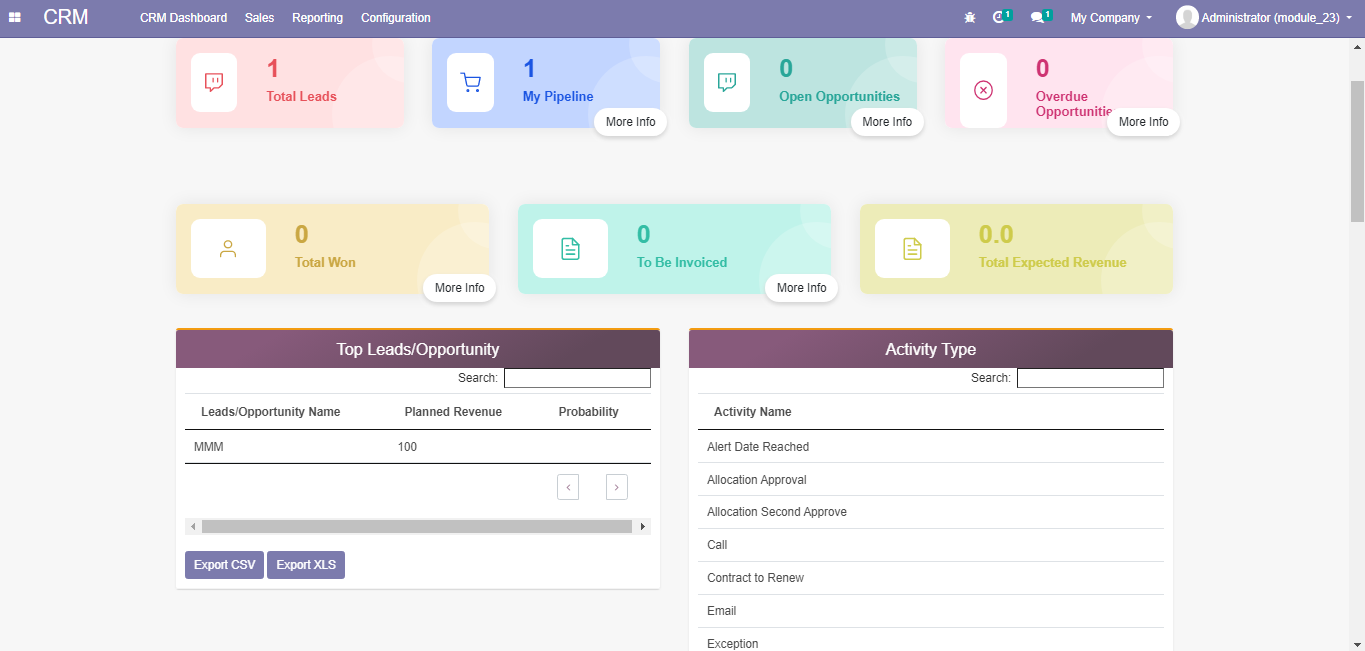 CRM
CRM Dashboard Sales Reporting Configuration
1 1 My Company Administrator (module_23)
1
Total Leads
1
My Pipeline
More Info
0
Open Opportunities
More Info
0
Overdue
Opportunitie
More Info
0
Total Won
More Info
0
To Be Invoiced
More Info
0.0
Total Expected Revenue
Top Leads/Opportunity
Search:
Leads/Opportunity Name Planned Revenue Probability
MMM 100
Export CSV Export XLS
Activity Type
Search:
Activity Name
Alert Date Reached
Allocation Approval
Allocation Second Approve
Call
Contract to Renew
Email
Exception